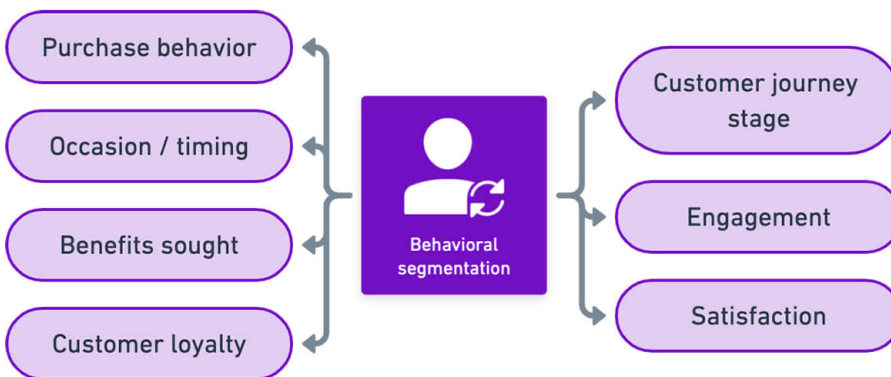 Purchase behavior
Occasion / timing
Benefits sought
Customer loyalty
Behavioral
segmentation
Customer journey
stage
Engagement
Satisfaction